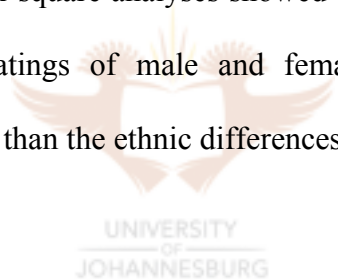 square analyses showed
atings of male and fema
than the ethnic differences
UNIVERSITY
OF
JOHANNESBURG